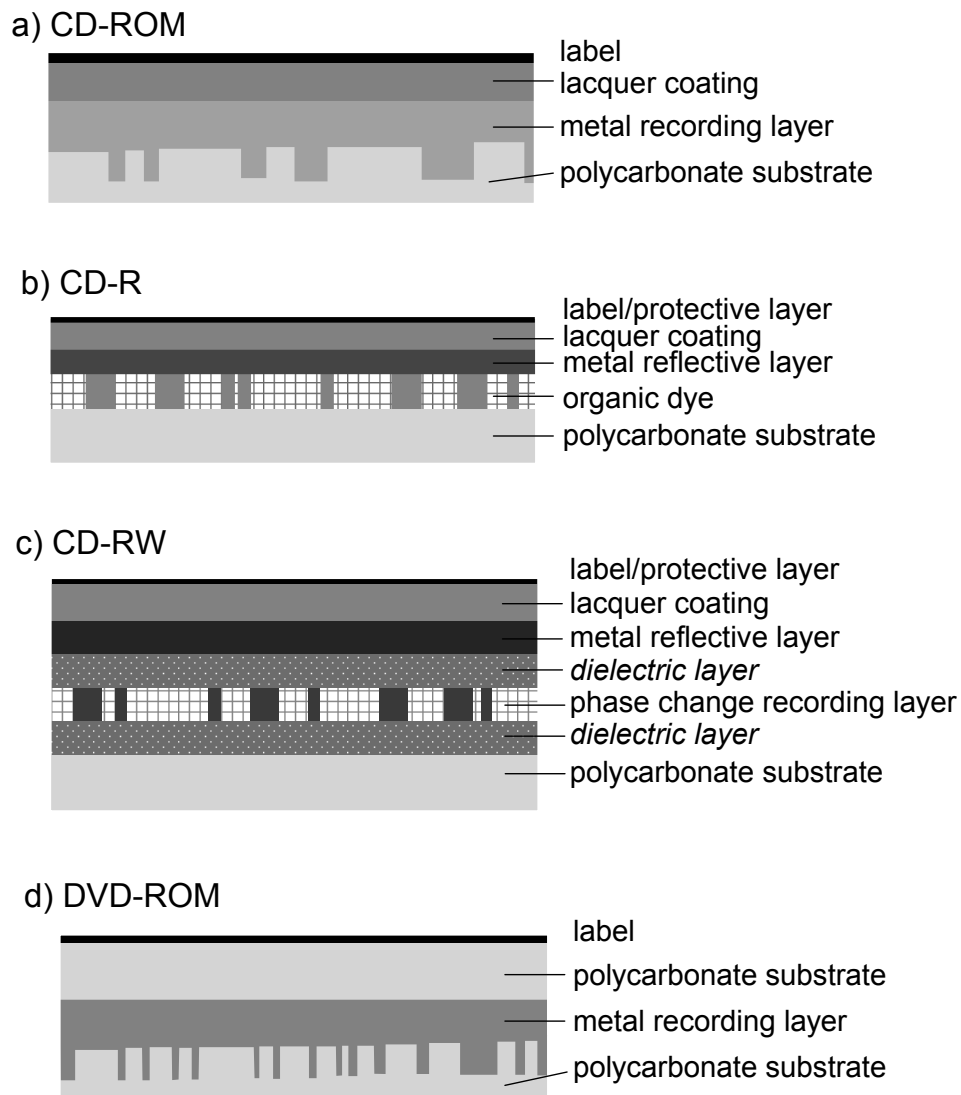 a) CD-ROM
label
lacquer coating
metal recording layer
polycarbonate substrate
b) CD-R
label/protective layer
lacquer coating
metal reflective layer
organic dye
polycarbonate substrate
c) CD-RW
label/protective layer
lacquer coating
metal reflective layer
dielectric layer
phase change recording layer
dielectric layer
polycarbonate substrate
d) DVD-ROM
label
polycarbonate substrate
metal recording layer
polycarbonate substrate